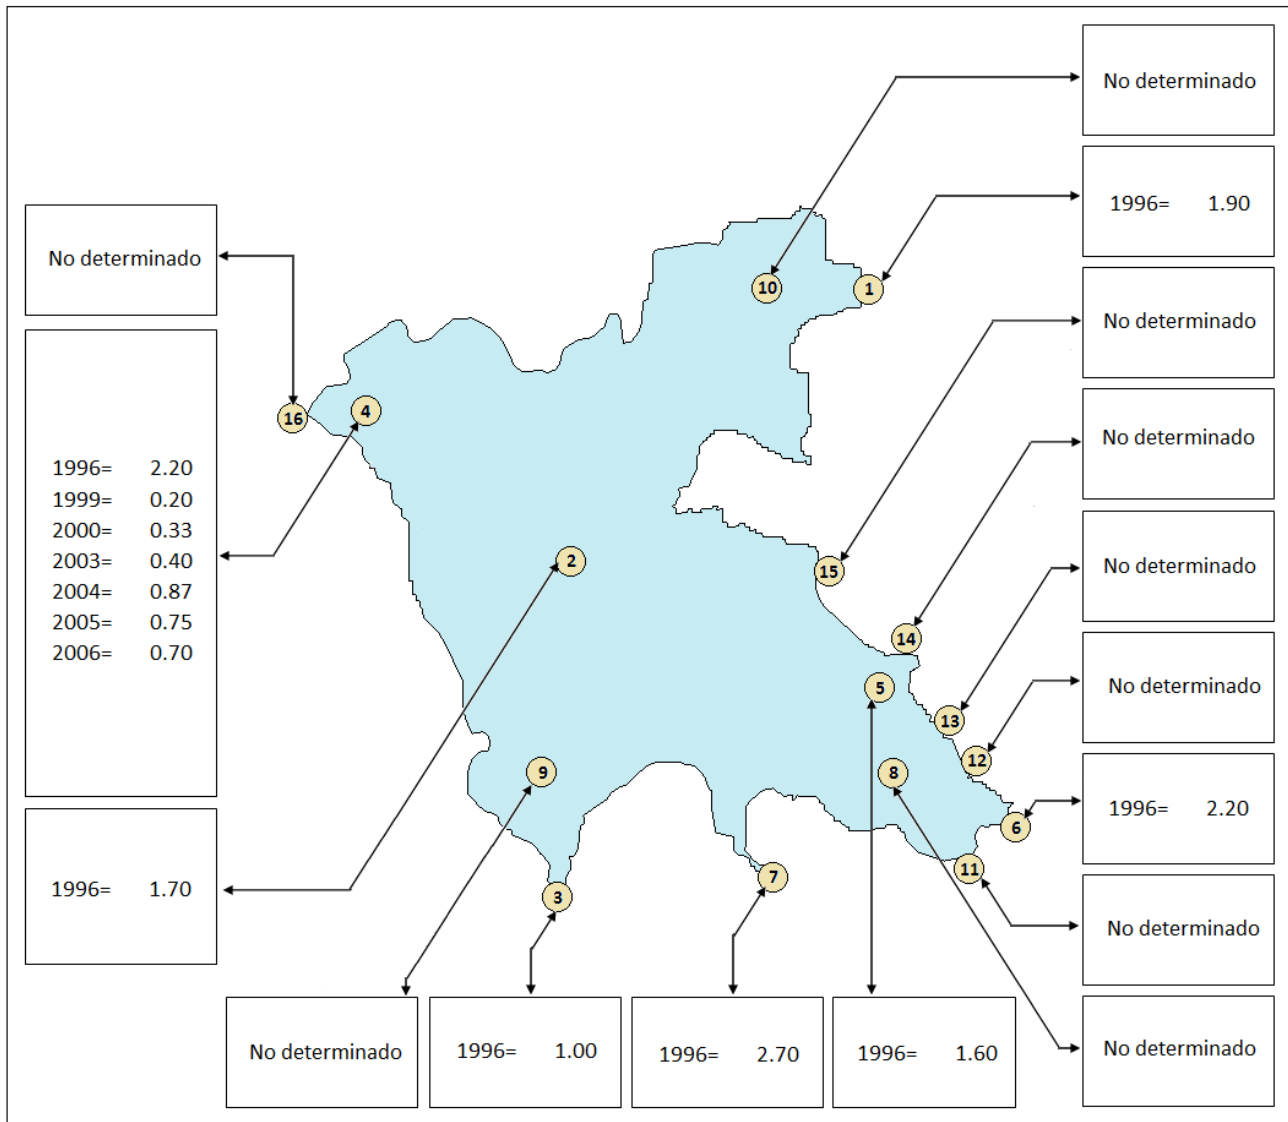 No determinado
1996= 1.90
No determinado
10
1
No determinado
No determinado
16
4
No determinado
1996= 2.20
1999= 0.20
2000= 0.33
2003= 0.40
2004= 0.87
2005= 0.75
2006= 0.70
2
15
No determinado
14
5
13
No determinado
12
9
8
1996= 2.20
6
11
7
3
1996= 1.70
No determinado
No determinado
1996= 1.00
1996= 2.70
1996= 1.60
No determinado